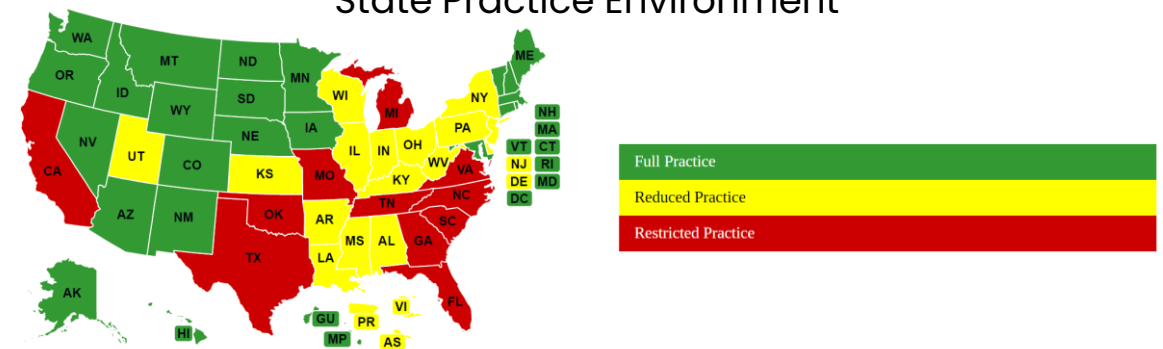 State Practice Environment
WA
ME
MT
ND
OR
MN
ID
WI
NY
SD
WY
MI
NH
IA
PA
MA
NE
NV
OH
VT CT
IL
IN
UT
CO
WV
NJ RI
VA
CA
KS
MO
KY
DE MD
NC
DC
TN
AZ
NM
OK
AR
SC
MS
AL
GA
TX
LA
AK
FL
VI
GU
PR
HI
MP
AS
Full Practice
Reduced Practice
Restricted Practice